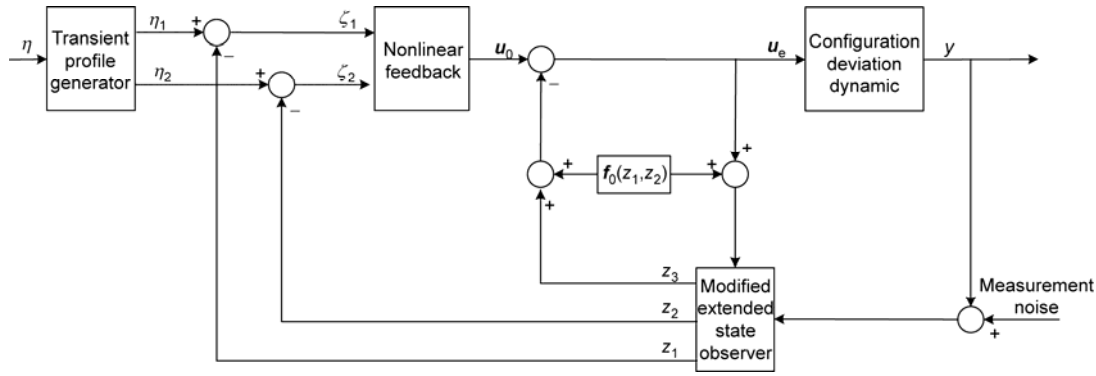 η
Transient
profile
generator
η₁
η₂
+
−
+
−
ζ₁
ζ₂
Nonlinear
feedback
u₀
−
uₑ
Configuration
deviation
dynamic
y
+
+
f₀(z₁,z₂)
+
+
z₃
z₂
z₁
Modified
extended
state
observer
Measurement
noise
+